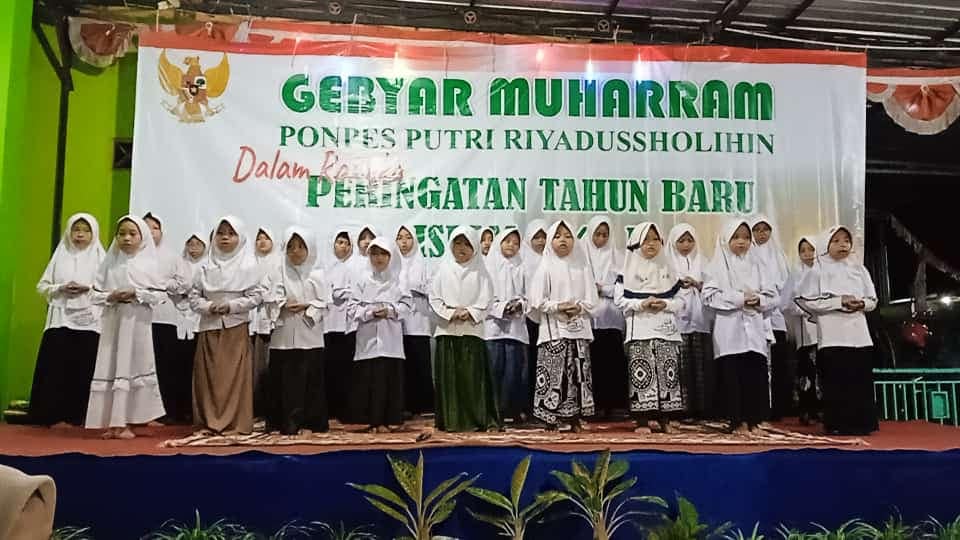 GEBYAR MUHARRAM
PONPES PUTRI RIYADUSSHOLIHIN
Dalam
PERINGATAN TAHUN BARU